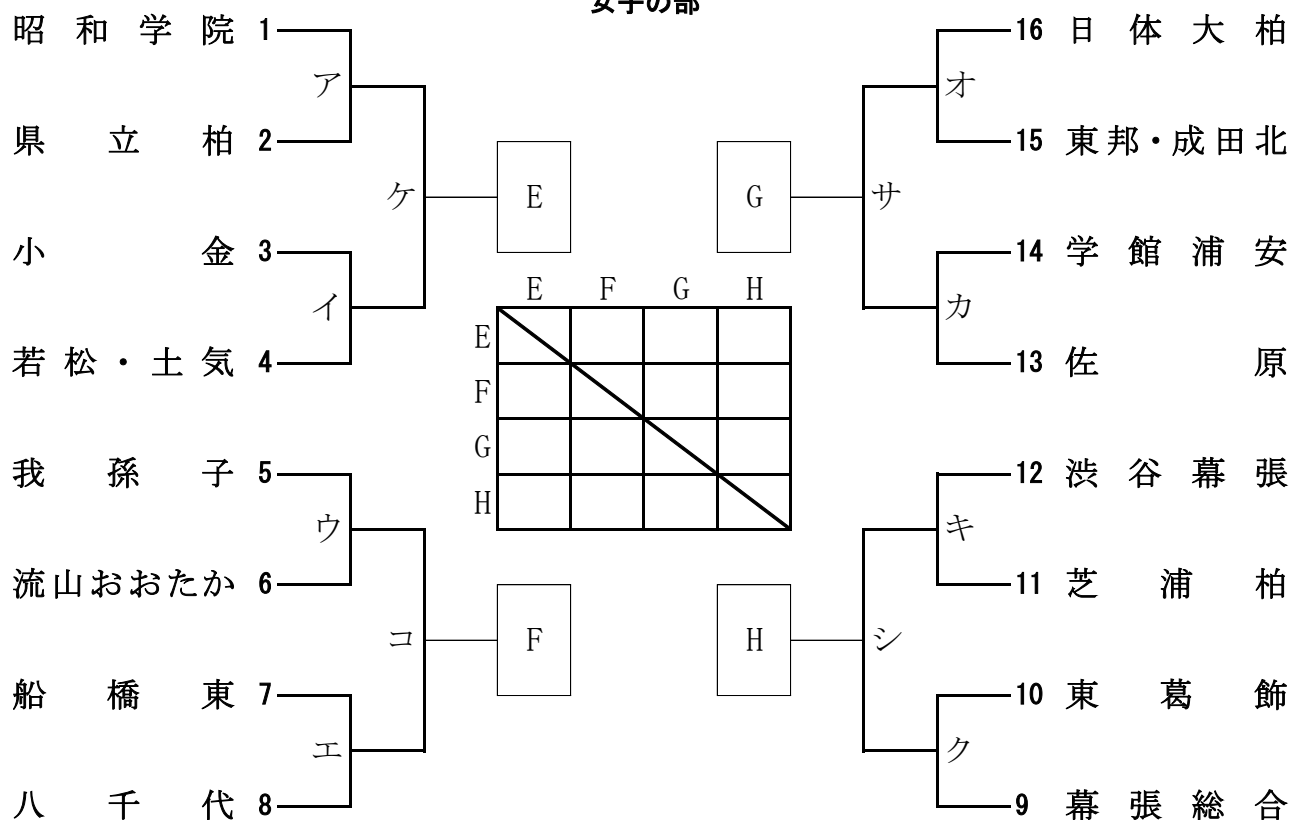 女子の部
昭和学院 1
16 日体大柏
ア
オ
県立柏 2
15 東邦・成田北
ケ
E
G
サ
小金 3
14 学館浦安
E F G H
イ
カ
E
若松・土気 4
13 佐原
F
G
我孫子 5
12 渋谷幕張
H
ウ
キ
流山おおたか 6
11 芝浦柏
コ
F
H
シ
船橋東 7
10 東葛飾
エ
ク
八千代 8
9 幕張総合